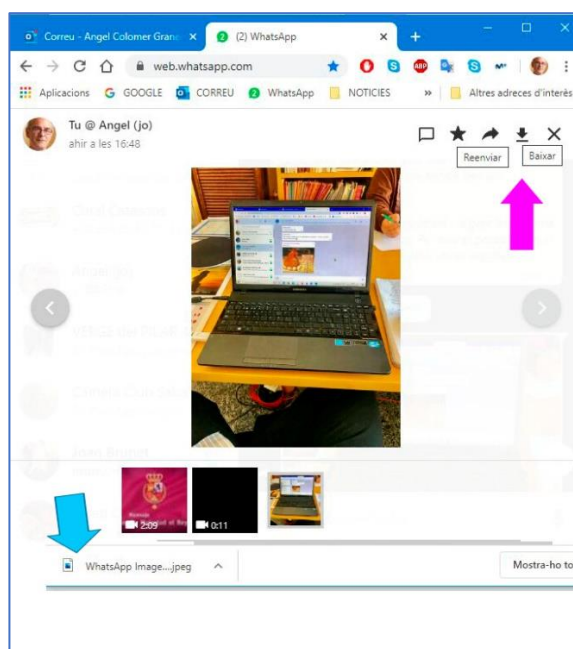 Correu - Angel Colomer Gran
(2) WhatsApp
web.whatsapp.com
ABP
Aplicacions GOOGLE CORREU WhatsApp NOTICIES » Altres adreces d'interès
Tu @ Angel (jo)
ahir a les 16:48
Reenviar Baixar
2:09 0:11
WhatsApp Image....jpeg
Mostra-ho to